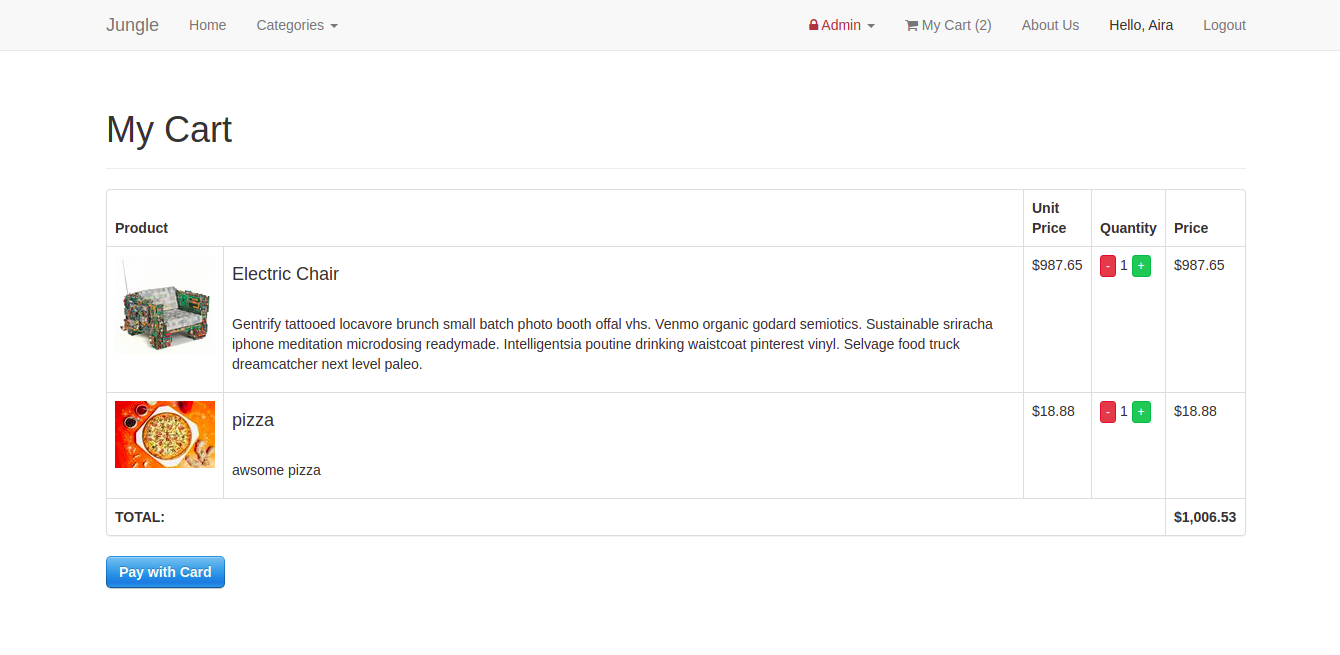 Jungle Home Categories Admin My Cart (2) About Us Hello, Aira Logout
My Cart
Product Unit Price Quantity Price
Electric Chair $987.65 - 1 + $987.65
Gentrify tattooed locavore brunch small batch photo booth offal vhs. Venmo organic godard semiotics. Sustainable sriracha
iphone meditation microdosing readymade. Intelligentsia poutine drinking waistcoat pinterest vinyl. Selvage food truck
dreamcatcher next level paleo.
pizza $18.88 - 1 + $18.88
awsome pizza
TOTAL: $1,006.53
Pay with Card